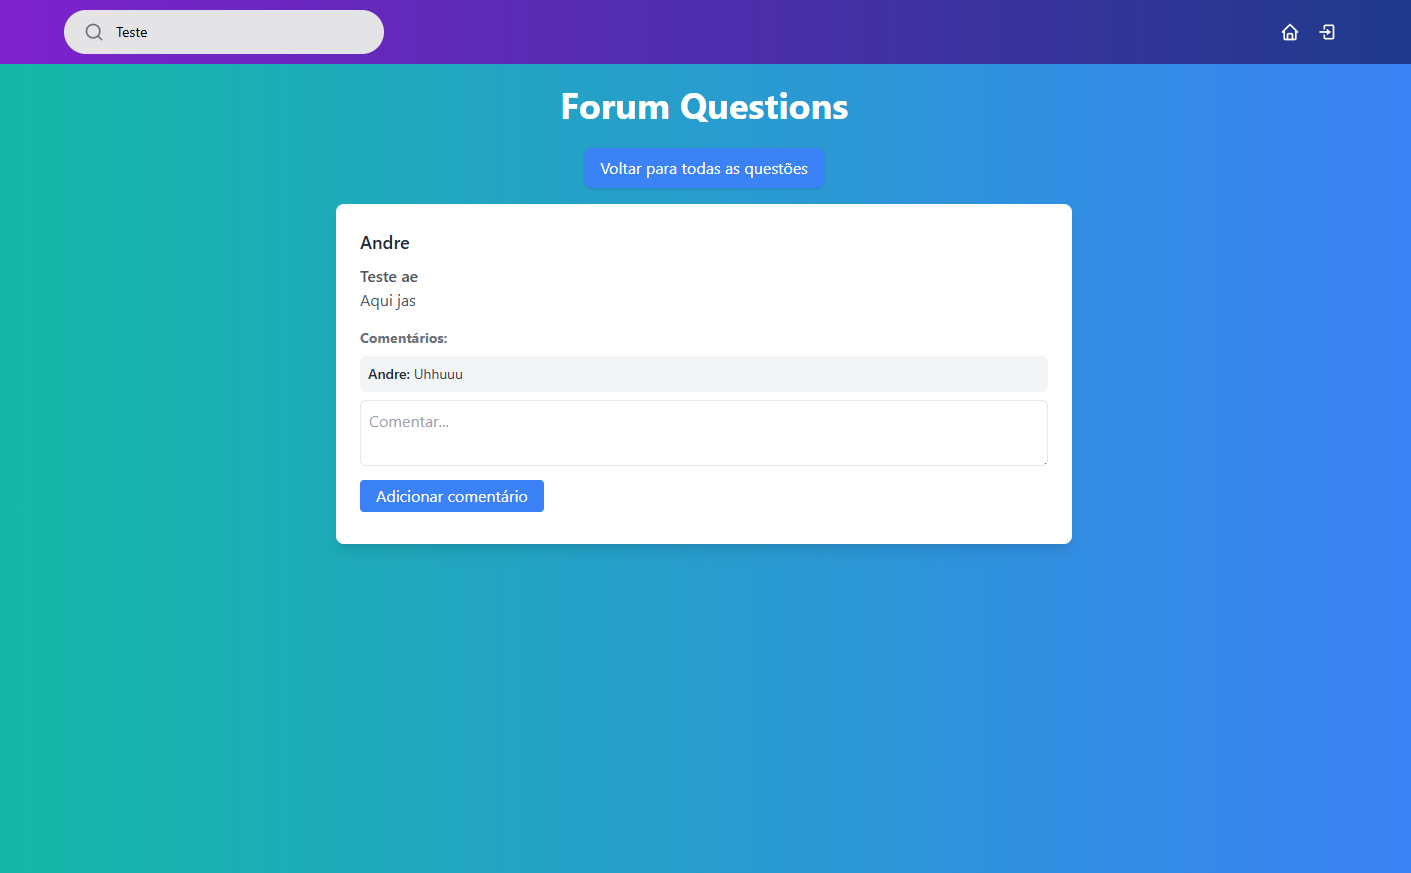 Teste
Forum Questions
Voltar para todas as questões
Andre
Teste ae
Aqui jas
Comentários:
Andre: Uhhuuu
Comentar...
Adicionar comentário